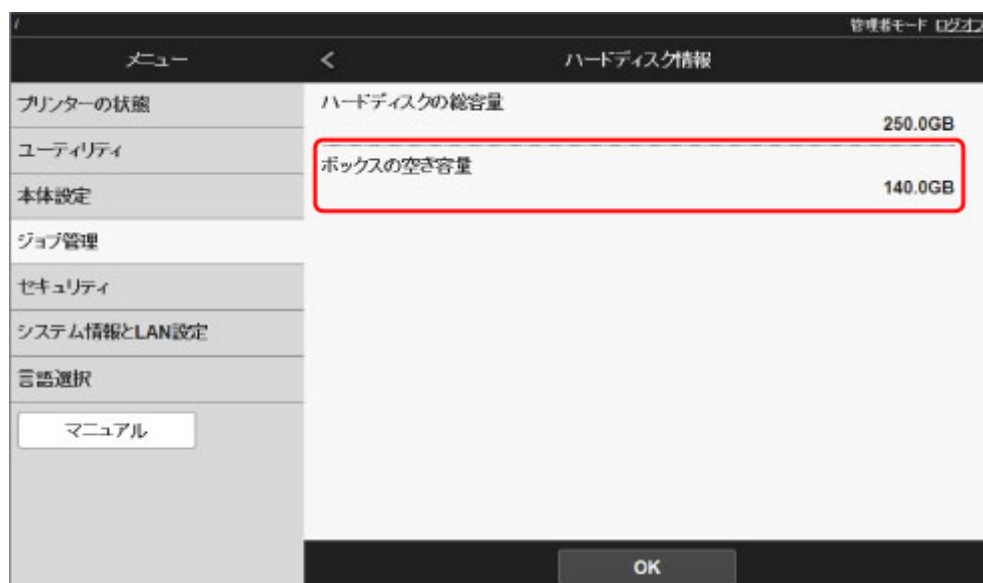 /
管理者モード ログオフ
メニュー
< ハードディスク情報
プリンターの状態
ユーティリティ
本体設定
ジョブ管理
セキュリティ
システム情報とLAN設定
言語選択
マニュアル
ハードディスクの総容量
250.0GB
ボックスの空き容量
140.0GB
OK